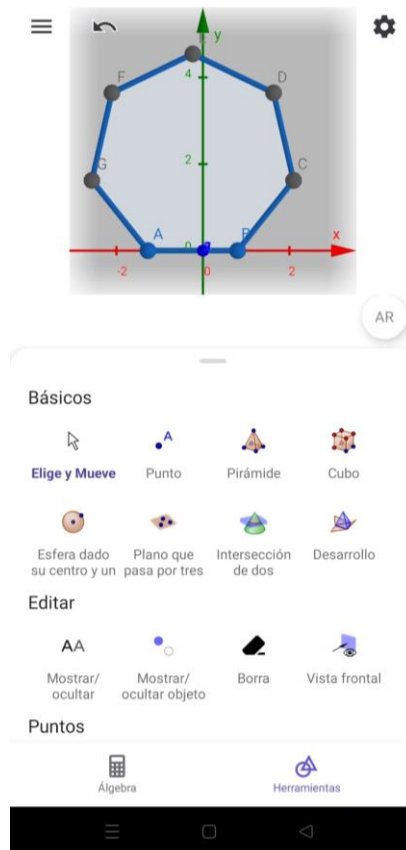 y
4
F
D
2
G
C
A
B
x
0
-2
0
2
AR
Básicos
A
Elige y Mueve
Punto
Pirámide
Cubo
Esfera dado
su centro y un
Plano que
pasa por tres
Intersección
de dos
Desarrollo
Editar
AA
Mostrar/
ocultar
Mostrar/
ocultar objeto
Borra
Vista frontal
Puntos
Álgebra
Herramientas